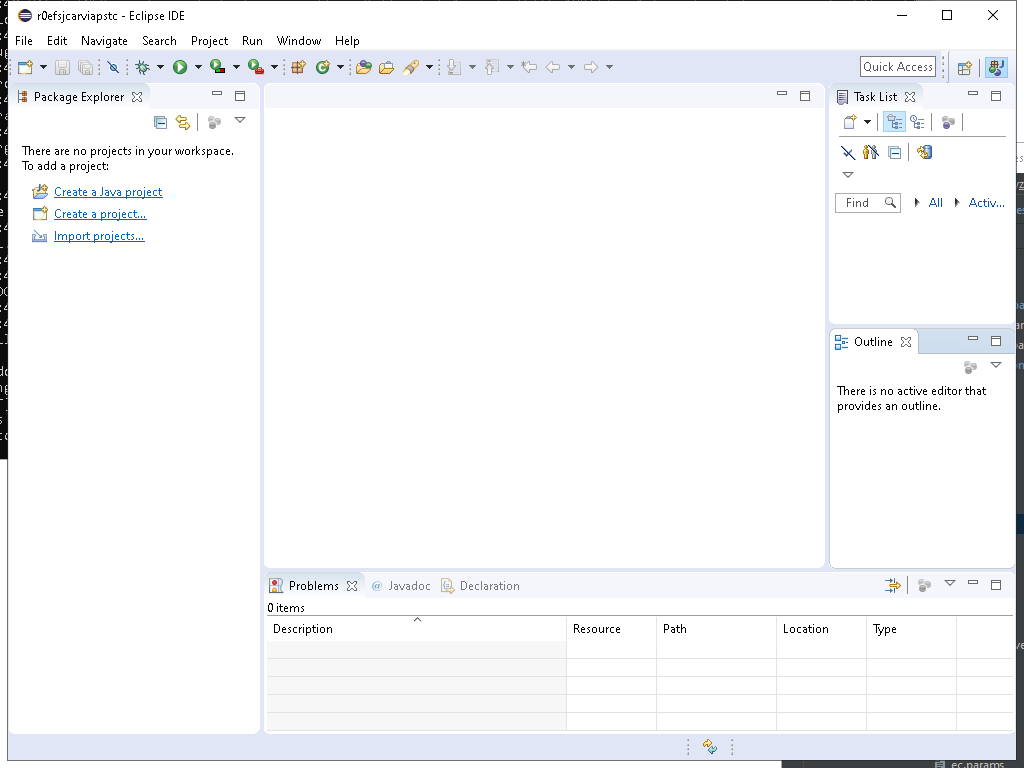 r0efsjcarviapstc - Eclipse IDE
File Edit Navigate Search Project Run Window Help
Quick Access
Package Explorer
There are no projects in your workspace.
To add a project:
Create a Java project
Create a project...
Import projects...
Task List
Find All Activ...
Outline
There is no active editor that
provides an outline.
Problems @ Javadoc Declaration
0 items
Description Resource Path Location Type
ec.params